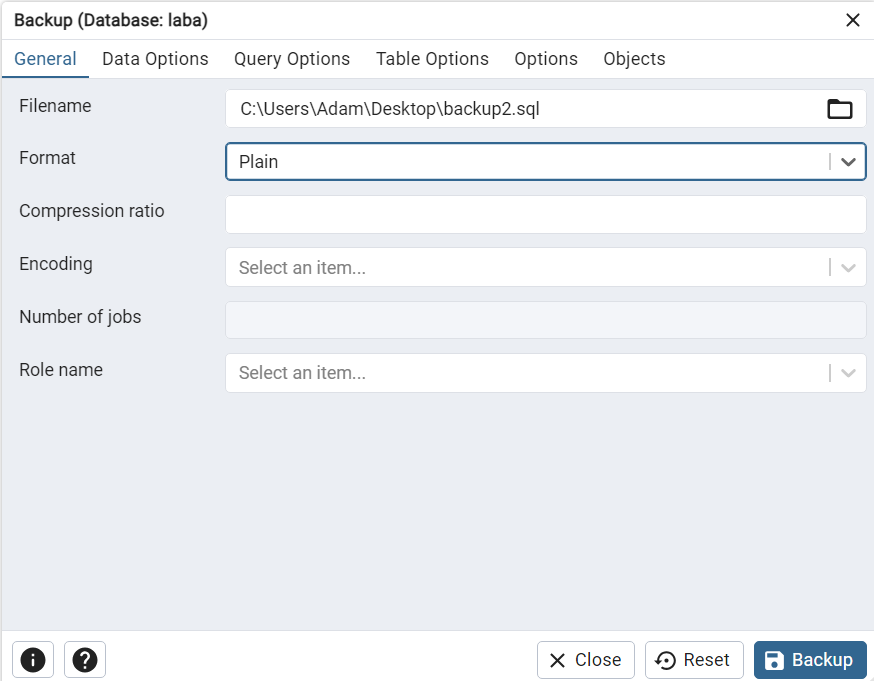 Backup (Database: laba)
General Data Options Query Options Table Options Options Objects
Filename C:\Users\Adam\Desktop\backup2.sql
Format Plain
Compression ratio
Encoding Select an item...
Number of jobs
Role name Select an item...
Close Reset Backup